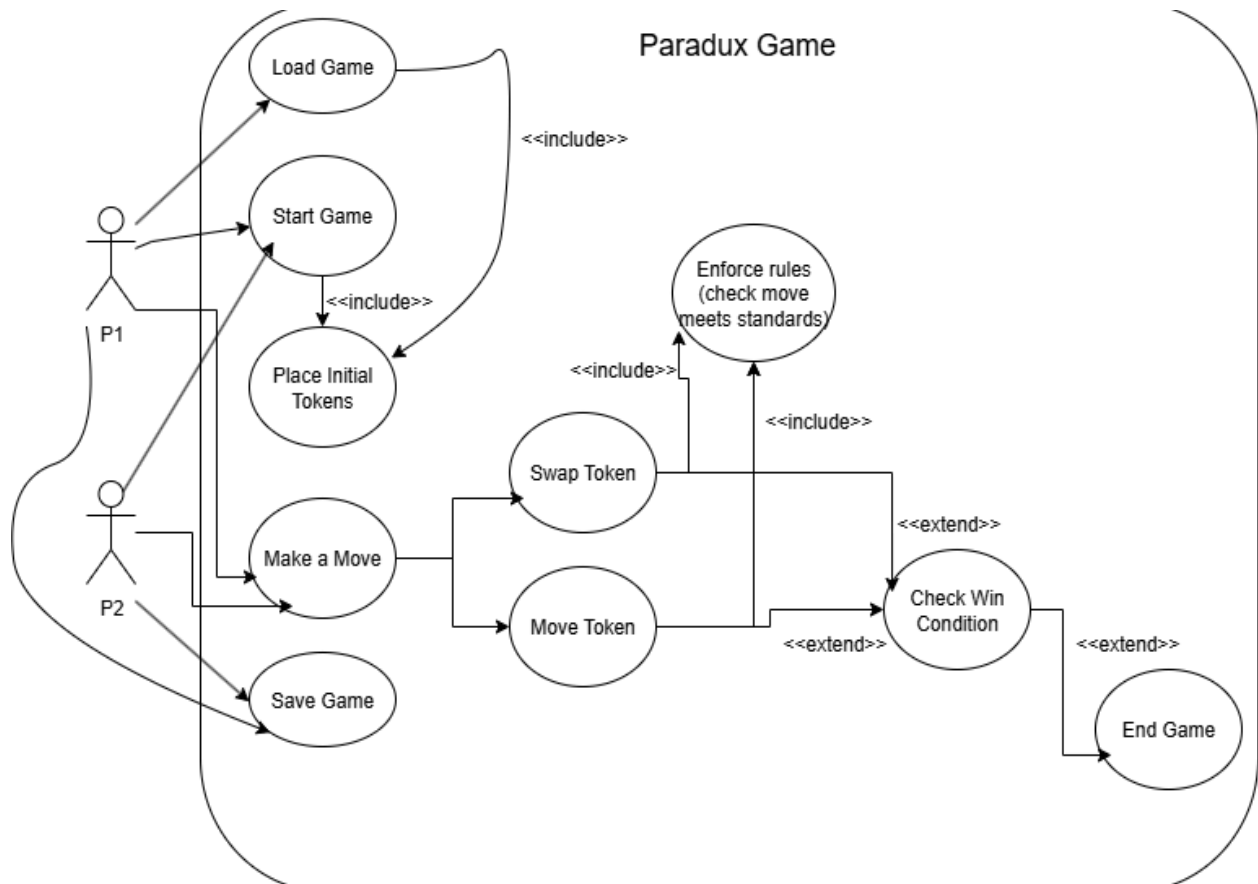 Paradux Game
Load Game
<<include>>
Start Game
<<include>>
P1
Place Initial
Tokens
Enforce rules
(check move
meets standards)
<<include>>
<<include>>
Swap Token
<<extend>>
Make a Move
P2
Move Token
<<extend>>
Check Win
Condition
<<extend>>
Save Game
End Game